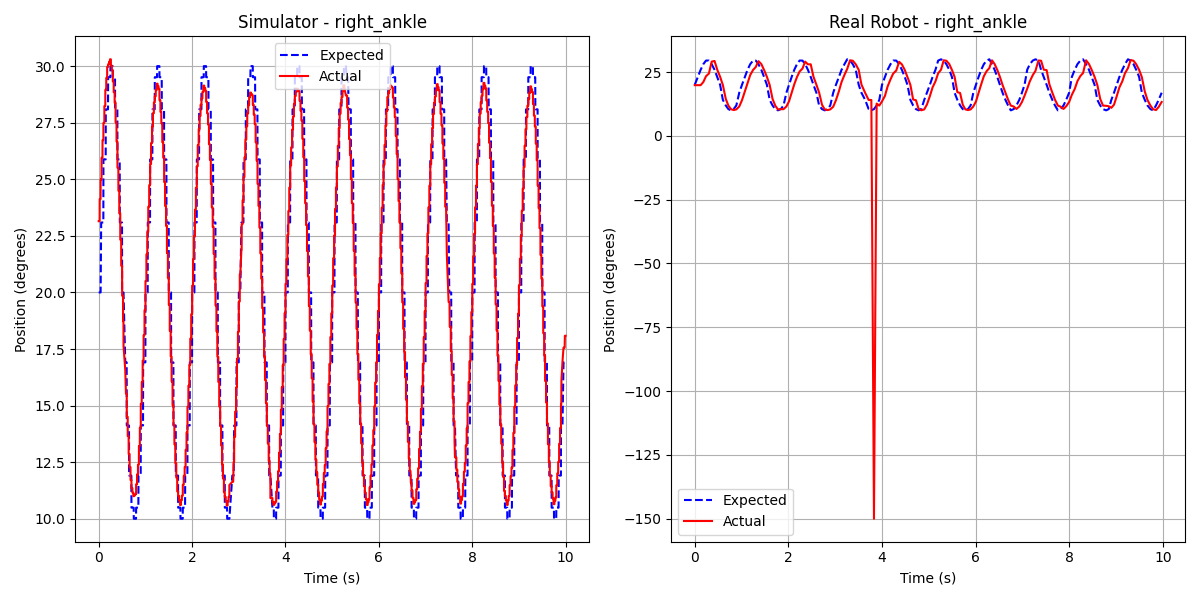 Simulator - right_ankle
Expected
Actual
Position (degrees)
30.0
27.5
25.0
22.5
20.0
17.5
15.0
12.5
10.0
0 2 4 6 8 10
Time (s)
Real Robot - right_ankle
Position (degrees)
25
0
−25
−50
−75
−100
−125
−150
Expected
Actual
0 2 4 6 8 10
Time (s)